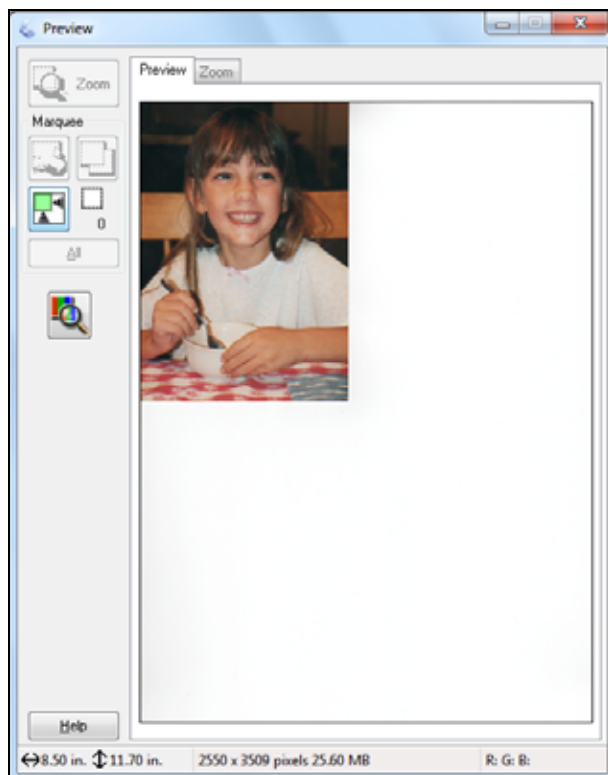 Preview
Zoom
Preview
Zoom
Marquee
0
All
Help
8.50 in. 11.70 in. 2550 x 3509 pixels 25.60 MB R: G: B: